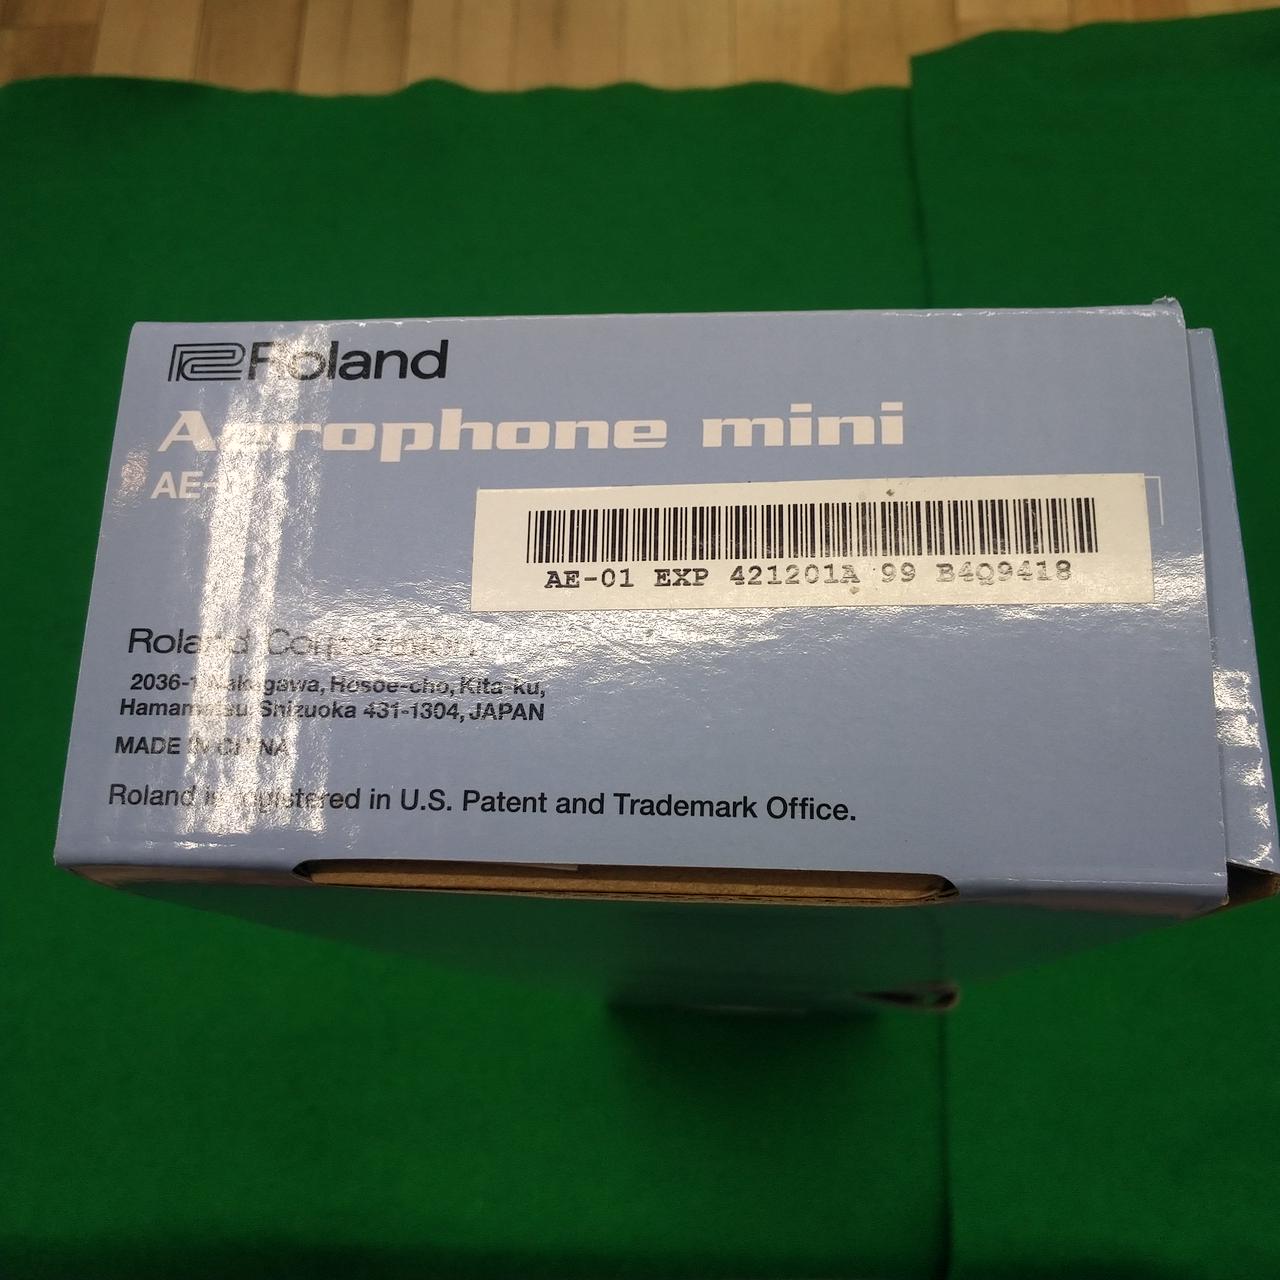 Roland
Aerophone mini
AE-01
AE-01 EXP 421201A 99 B4Q9418
Roland Corporation
2036-1 Nakagawa, Hosoe-cho, Kita-ku,
Hamamatsu, Shizuoka 431-1304, JAPAN
MADE IN CHINA
Roland is registered in U.S. Patent and Trademark Office.